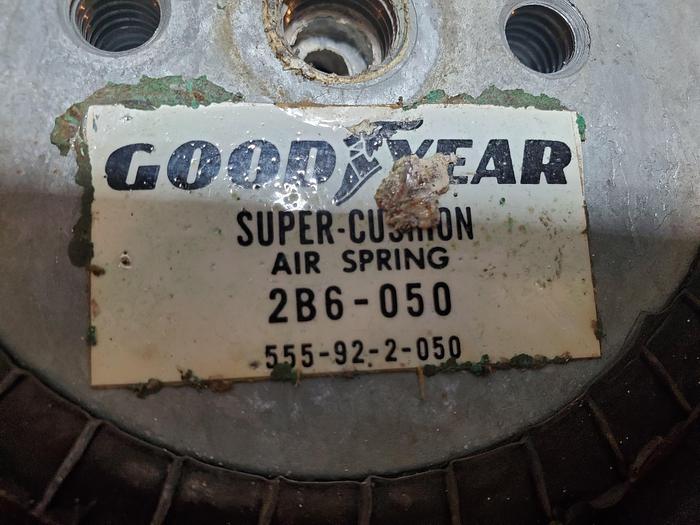 GOODYEAR
SUPER-CUSHION
AIR SPRING
2B6-050
555-92-2-050